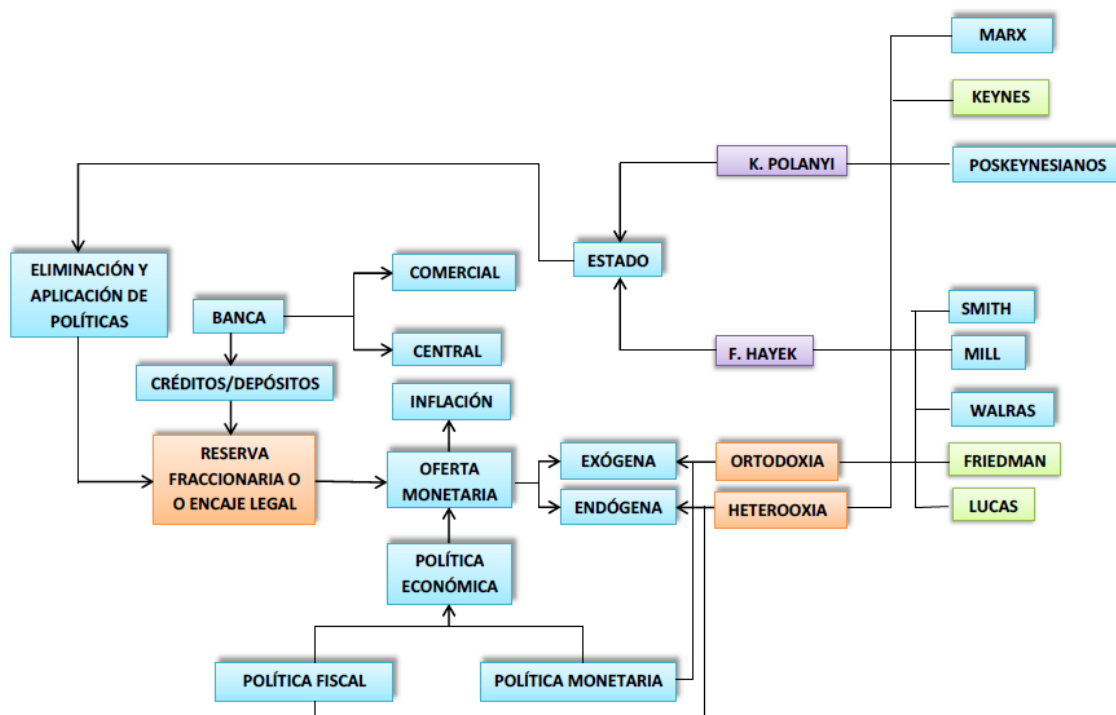 MARX
KEYNES
K. POLANYI
POSKEYNESIANOS
ELIMINACIÓN Y
APLICACIÓN DE
POLÍTICAS
COMERCIAL
ESTADO
BANCA
SMITH
CENTRAL
F. HAYEK
MILL
CRÉDITOS/DEPÓSITOS
INFLACIÓN
WALRAS
RESERVA
FRACCIONARIA O
O ENCAJE LEGAL
OFERTA
MONETARIA
EXÓGENA
ORTODOXIA
FRIEDMAN
ENDÓGENA
HETEROOXIA
LUCAS
POLÍTICA
ECONÓMICA
POLÍTICA FISCAL
POLÍTICA MONETARIA